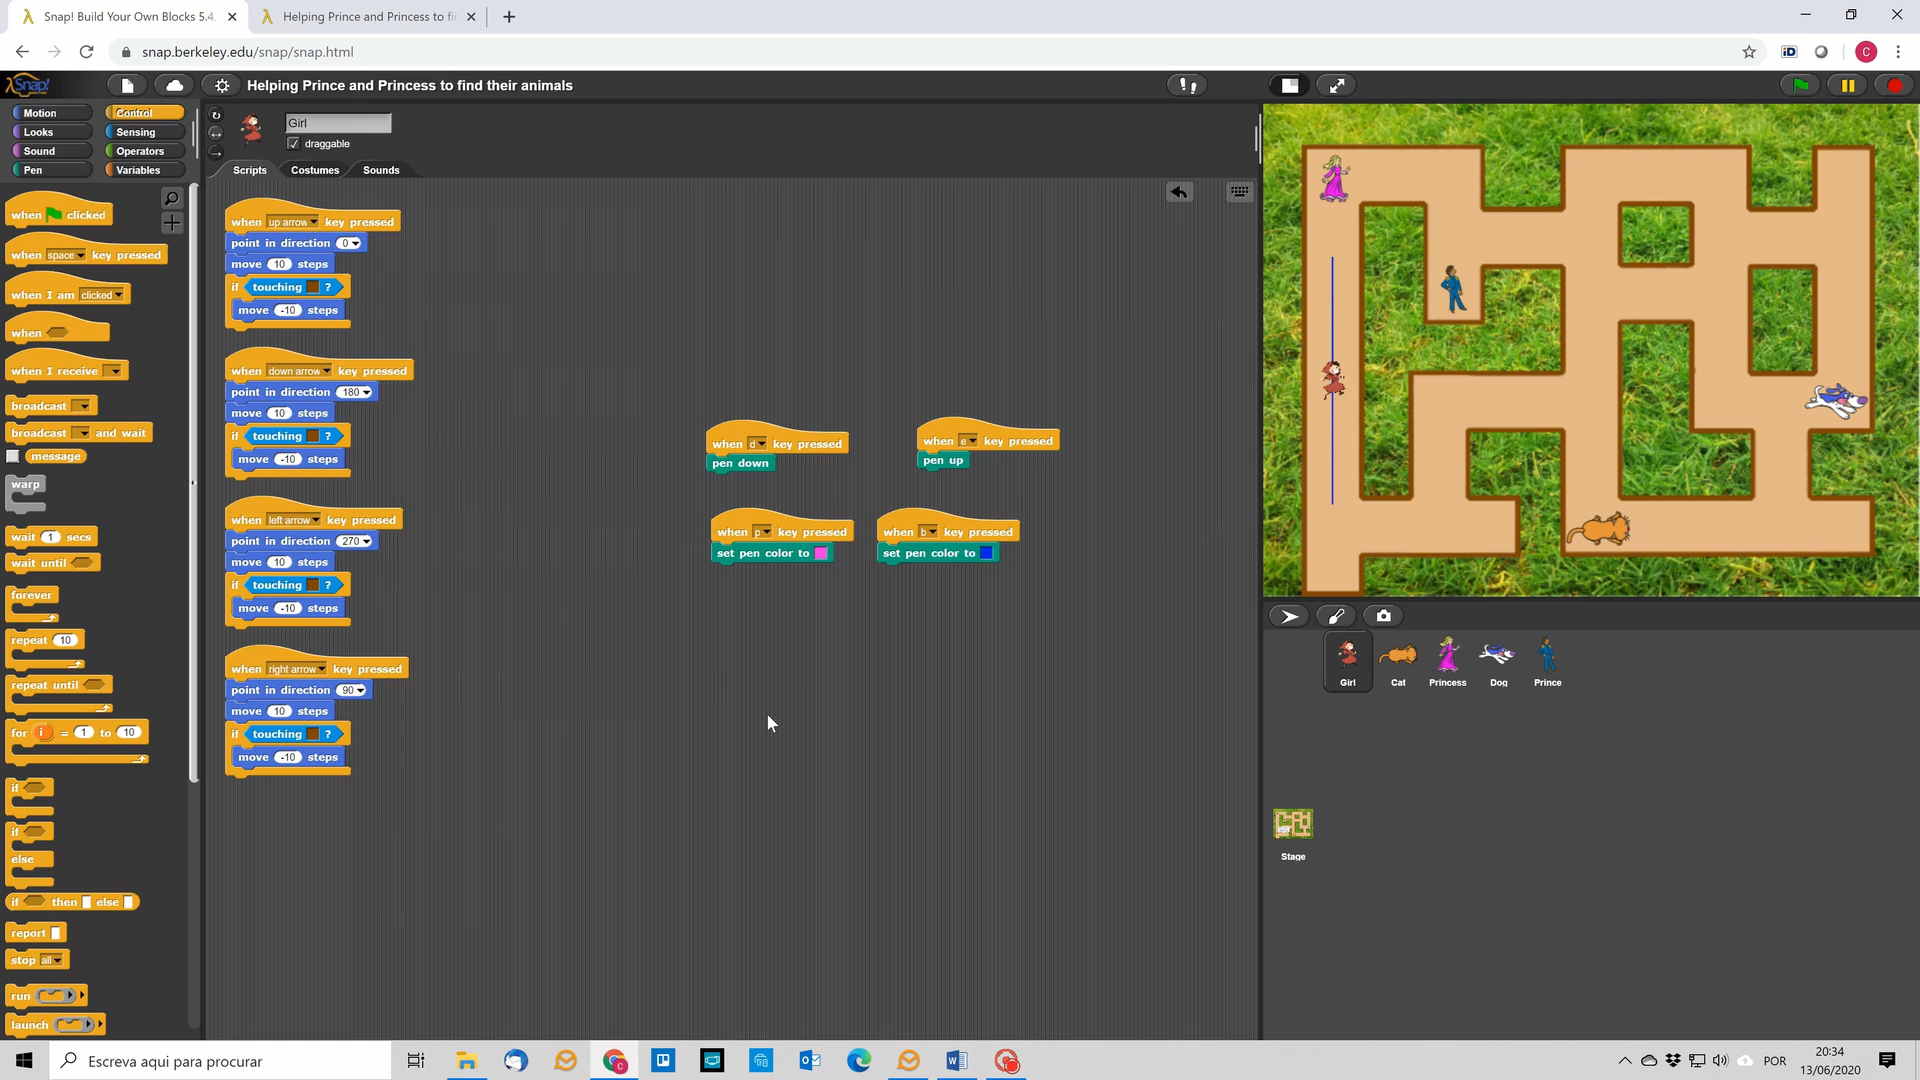 Snap! Build Your Own Blocks 5.4.
Helping Prince and Princess to fi
snap.berkeley.edu/snap/snap.html
iD
C
Snap!
Helping Prince and Princess to find their animals
Motion
Control
Looks
Sensing
Sound
Operators
Pen
Variables
when clicked
when space key pressed
when I am clicked
when
when I receive
broadcast
broadcast and wait
message
warp
wait 1 secs
wait until
forever
repeat 10
repeat until
for i = 1 to 10
if
if
else
if then else
report
stop all
run
launch
Girl
draggable
Scripts
Costumes
Sounds
when up arrow key pressed
point in direction 0
move 10 steps
if touching ?
move -10 steps
when down arrow key pressed
point in direction 180
move 10 steps
if touching ?
move -10 steps
when left arrow key pressed
point in direction 270
move 10 steps
if touching ?
move -10 steps
when right arrow key pressed
point in direction 90
move 10 steps
if touching ?
move -10 steps
when d key pressed
pen down
when e key pressed
pen up
when p key pressed
set pen color to
when b key pressed
set pen color to
Girl
Cat
Princess
Dog
Prince
Stage
Escreva aqui para procurar
POR
20:34
13/06/2020